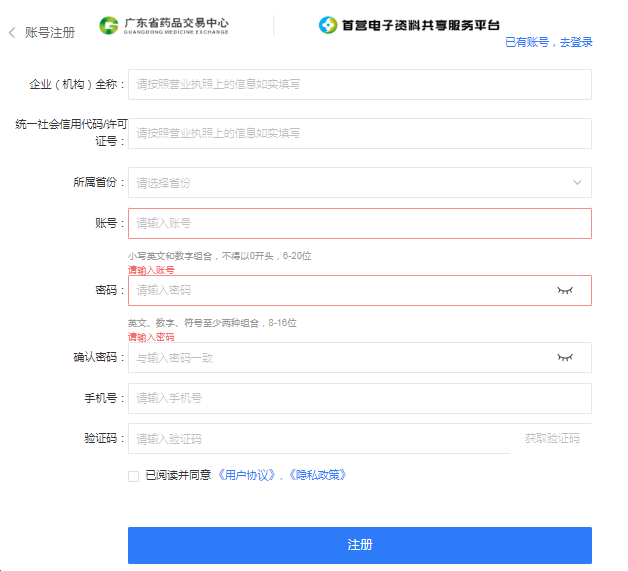 账号注册
广东省药品交易中心
GUANGDONG MEDICINE EXCHANGE
首营电子资料共享服务平台
已有账号，去登录
企业（机构）全称：
请按照营业执照上的信息如实填写
统一社会信用代码/许可
证号：
请按照营业执照上的信息如实填写
所属省份：
请选择省份
账号：
请输入账号
小写英文和数字组合，不得以0开头，6-20位
请输入账号
密码：
请输入密码
英文、数字、符号至少两种组合，8-16位
请输入密码
确认密码：
与输入密码一致
手机号：
请输入手机号
验证码：
请输入验证码
获取验证码
已阅读并同意《用户协议》、《隐私政策》
注册